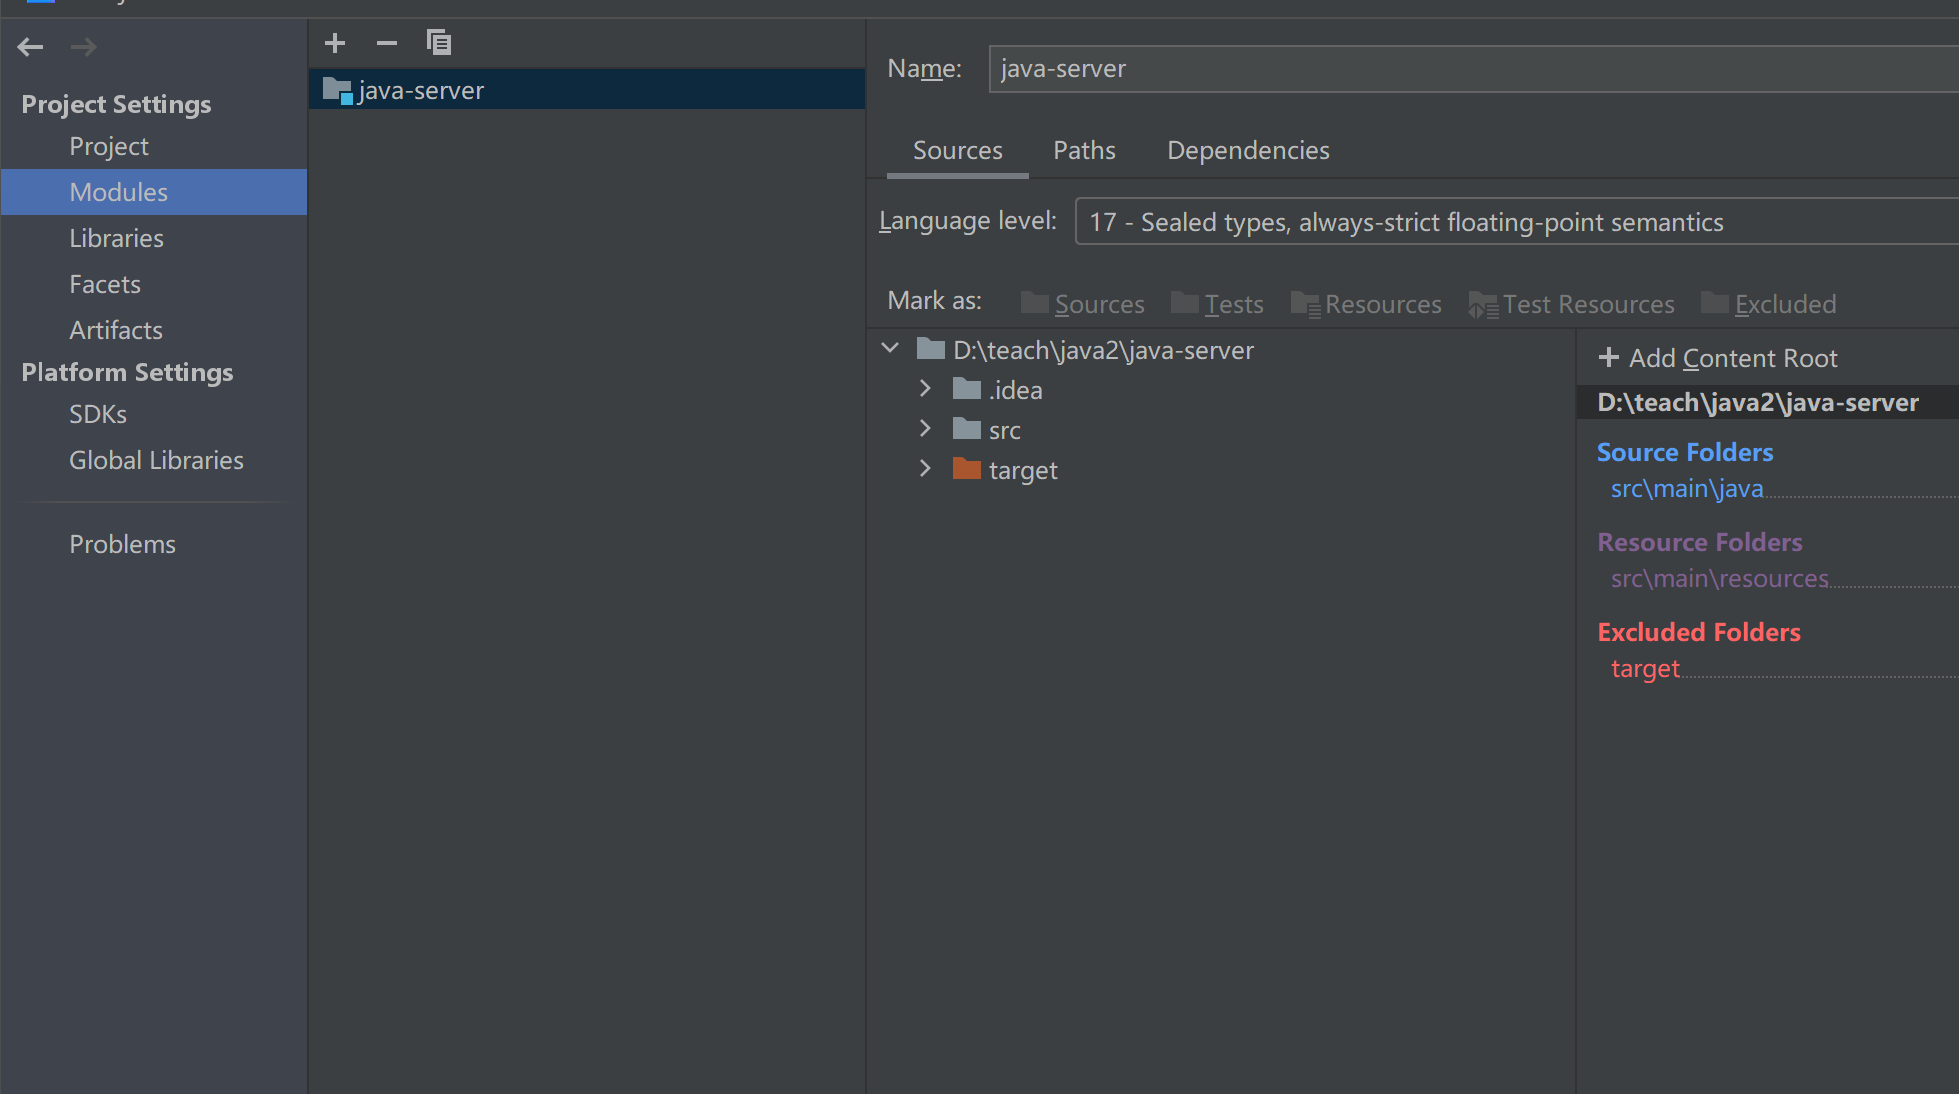 Project Settings
Project
Modules
Libraries
Facets
Artifacts
Platform Settings
SDKs
Global Libraries
Problems
java-server
Name: java-server
Sources Paths Dependencies
Language level: 17 - Sealed types, always-strict floating-point semantics
Mark as: Sources Tests Resources Test Resources Excluded
D:\teach\java2\java-server
.idea
src
target
+ Add Content Root
D:\teach\java2\java-server
Source Folders
src\main\java
Resource Folders
src\main\resources
Excluded Folders
target